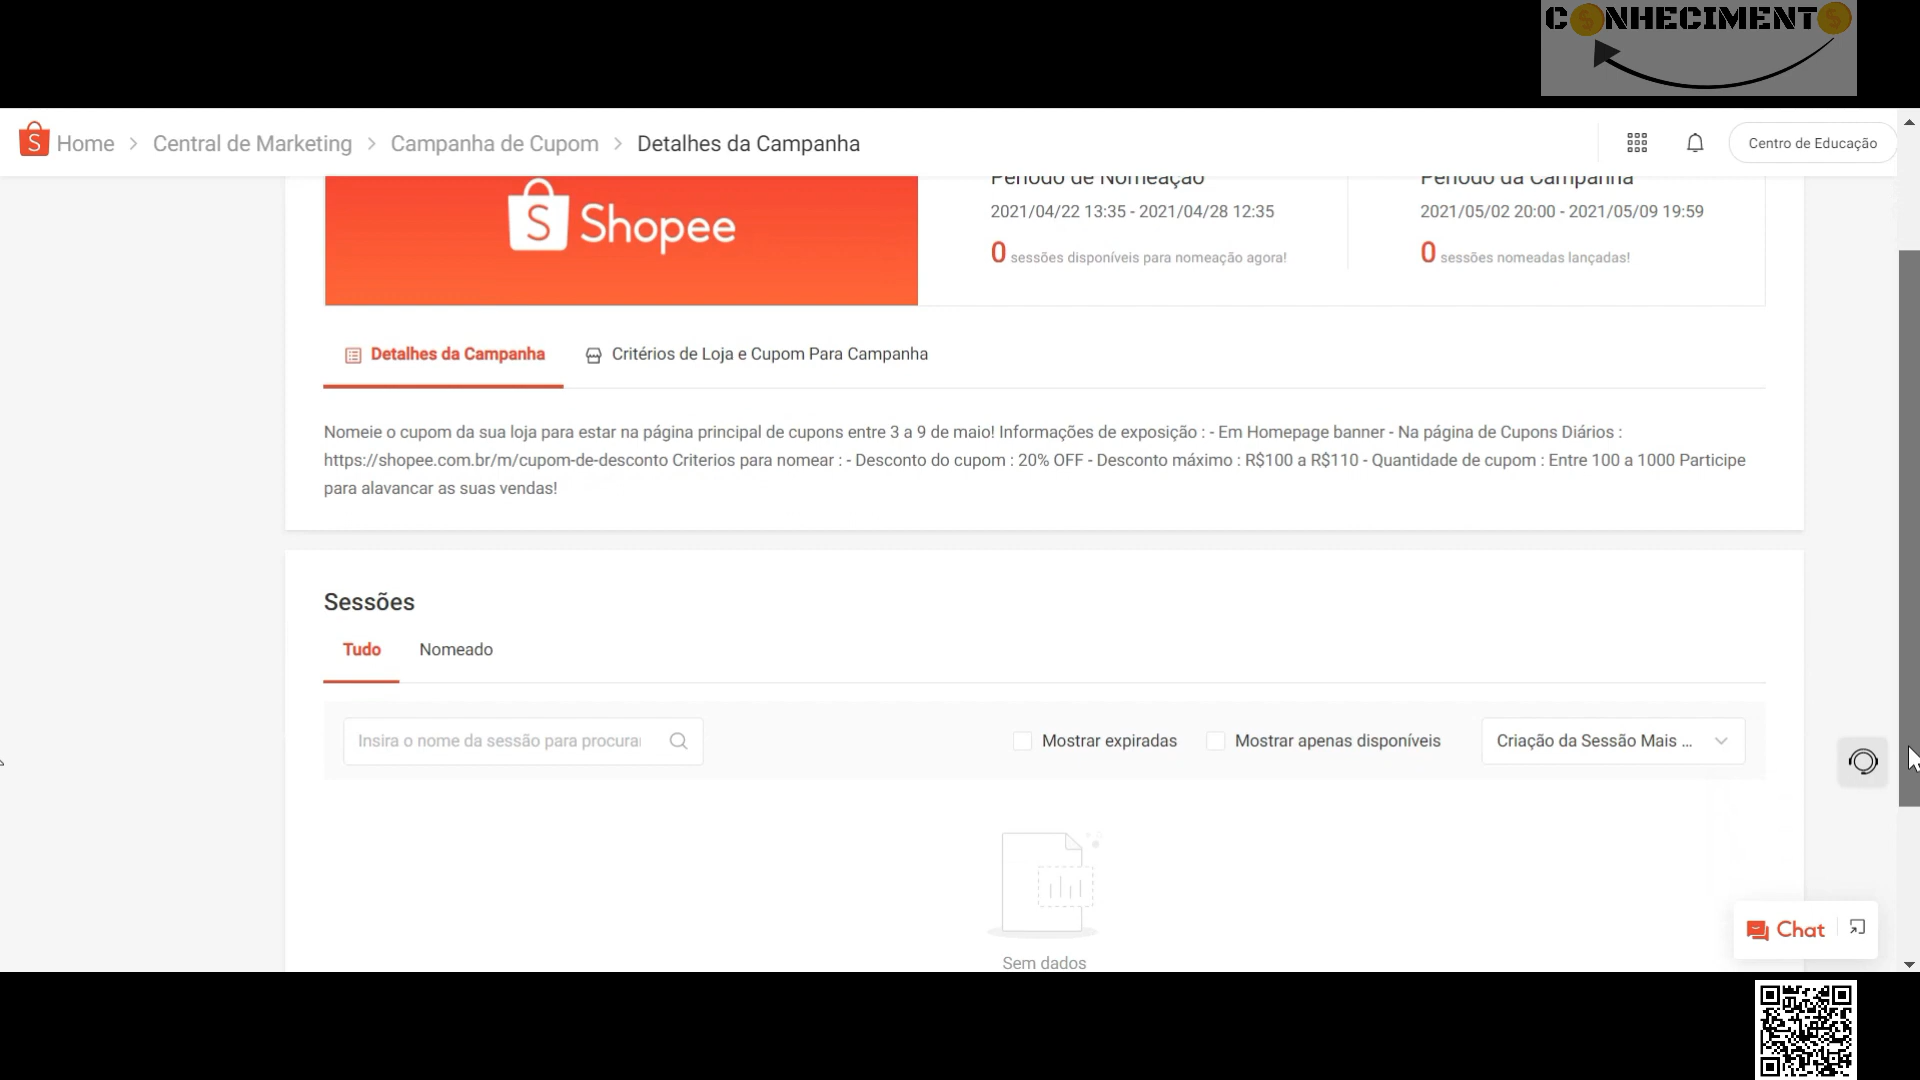 CONHECIMENTO
Home > Central de Marketing > Campanha de Cupom > Detalhes da Campanha
Centro de Educação
Shopee
Período de Nomeação
2021/04/22 13:35 - 2021/04/28 12:35
0 sessões disponíveis para nomeação agora!
Período da Campanha
2021/05/02 20:00 - 2021/05/09 19:59
0 sessões nomeadas lançadas!
Detalhes da Campanha
Critérios de Loja e Cupom Para Campanha
Nomeie o cupom da sua loja para estar na página principal de cupons entre 3 a 9 de maio! Informações de exposição : - Em Homepage banner - Na página de Cupons Diários :
https://shopee.com.br/m/cupom-de-desconto Criterios para nomear : - Desconto do cupom : 20% OFF - Desconto máximo : R$100 a R$110 - Quantidade de cupom : Entre 100 a 1000 Participe
para alavancar as suas vendas!
Sessões
Tudo
Nomeado
Insira o nome da sessão para procurar
Mostrar expiradas
Mostrar apenas disponíveis
Criação da Sessão Mais ...
Sem dados
Chat